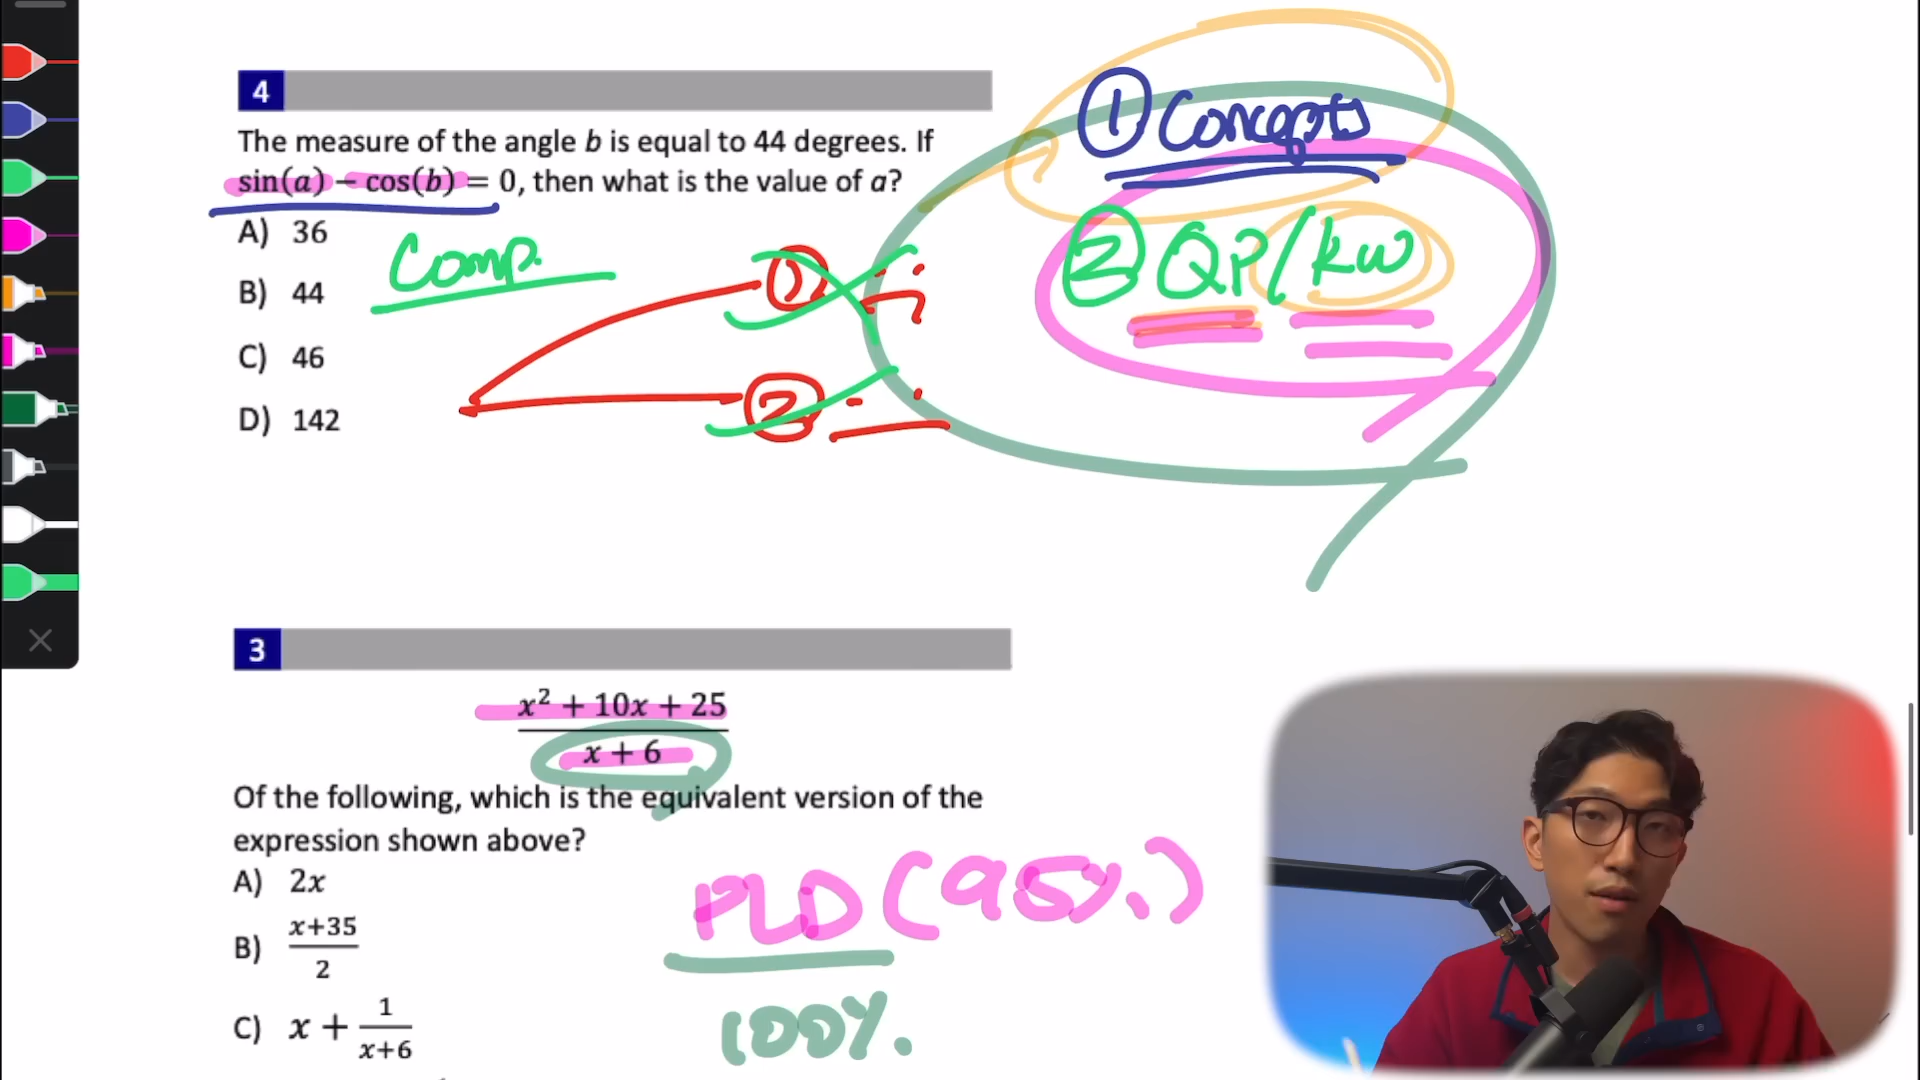 4
The measure of the angle b is equal to 44 degrees. If
sin(a) − cos(b) = 0, then what is the value of a?
A) 36
B) 44
C) 46
D) 142
Comp.
①
②
① Concepts
② QP/kw
3
x² + 10x + 25
x + 6
Of the following, which is the equivalent version of the
expression shown above?
A) 2x
B) x+35
2
C) x + 1
x+6
PLD (95%)
100%.